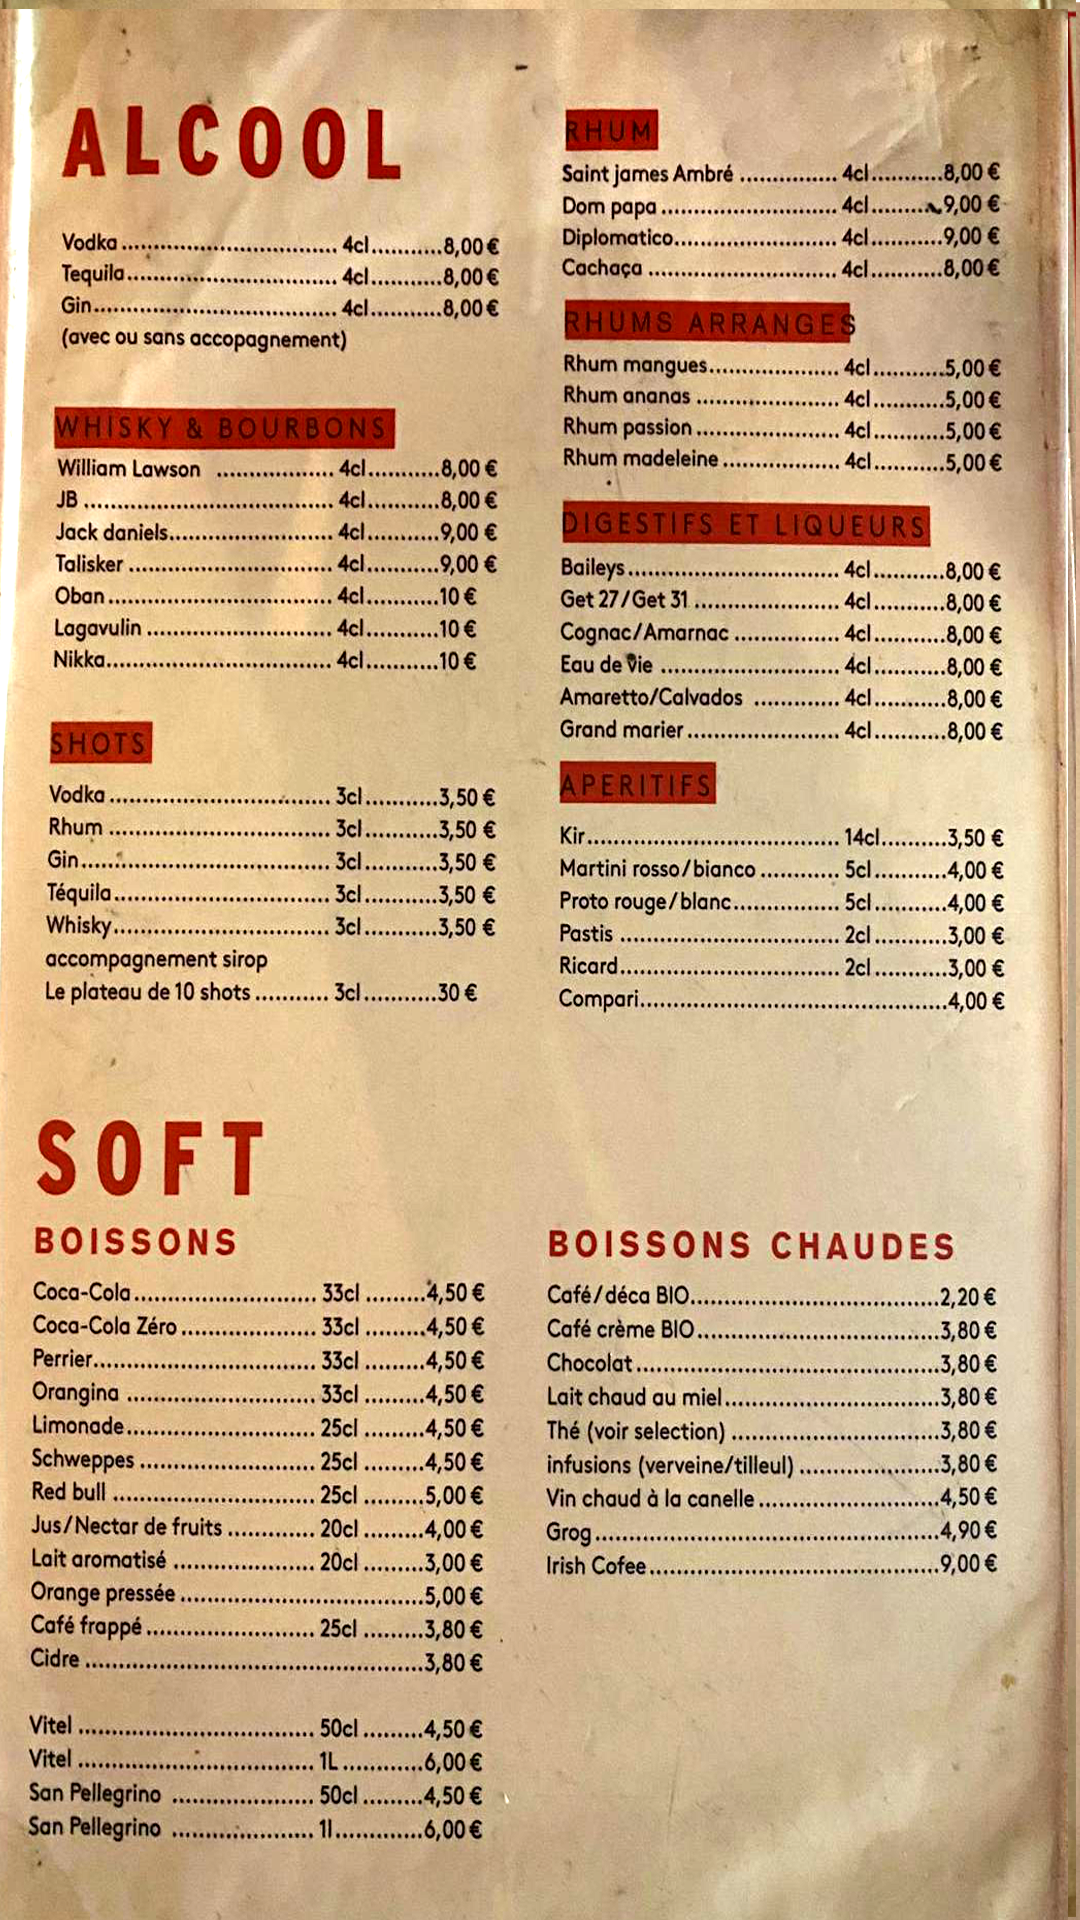 ALCOOL
Vodka 4cl 8,00 €
Tequila 4cl 8,00 €
Gin 4cl 8,00 €
(avec ou sans accopagnement)
WHISKY & BOURBONS
William Lawson 4cl 8,00 €
JB 4cl 8,00 €
Jack daniels 4cl 9,00 €
Talisker 4cl 9,00 €
Oban 4cl 10 €
Lagavulin 4cl 10 €
Nikka 4cl 10 €
SHOTS
Vodka 3cl 3,50 €
Rhum 3cl 3,50 €
Gin 3cl 3,50 €
Téquila 3cl 3,50 €
Whisky 3cl 3,50 €
accompagnement sirop
Le plateau de 10 shots 3cl 30 €
RHUM
Saint james Ambré 4cl 8,00 €
Dom papa 4cl 9,00 €
Diplomatico 4cl 9,00 €
Cachaça 4cl 8,00 €
RHUMS ARRANGES
Rhum mangues 4cl 5,00 €
Rhum ananas 4cl 5,00 €
Rhum passion 4cl 5,00 €
Rhum madeleine 4cl 5,00 €
DIGESTIFS ET LIQUEURS
Baileys 4cl 8,00 €
Get 27/Get 31 4cl 8,00 €
Cognac/Amarnac 4cl 8,00 €
Eau de vie 4cl 8,00 €
Amaretto/Calvados 4cl 8,00 €
Grand marier 4cl 8,00 €
APERITIFS
Kir 14cl 3,50 €
Martini rosso/bianco 5cl 4,00 €
Proto rouge/blanc 5cl 4,00 €
Pastis 2cl 3,00 €
Ricard 2cl 3,00 €
Compari 4,00 €
SOFT
BOISSONS
Coca-Cola 33cl 4,50 €
Coca-Cola Zéro 33cl 4,50 €
Perrier 33cl 4,50 €
Orangina 33cl 4,50 €
Limonade 25cl 4,50 €
Schweppes 25cl 4,50 €
Red bull 25cl 5,00 €
Jus/Nectar de fruits 20cl 4,00 €
Lait aromatisé 20cl 3,00 €
Orange pressée 5,00 €
Café frappé 25cl 3,80 €
Cidre 3,80 €
Vitel 50cl 4,50 €
Vitel 1L 6,00 €
San Pellegrino 50cl 4,50 €
San Pellegrino 1l 6,00 €
BOISSONS CHAUDES
Café/déca BIO 2,20 €
Café crème BIO 3,80 €
Chocolat 3,80 €
Lait chaud au miel 3,80 €
Thé (voir selection) 3,80 €
infusions (verveine/tilleul) 3,80 €
Vin chaud à la canelle 4,50 €
Grog 4,90 €
Irish Cofee 9,00 €